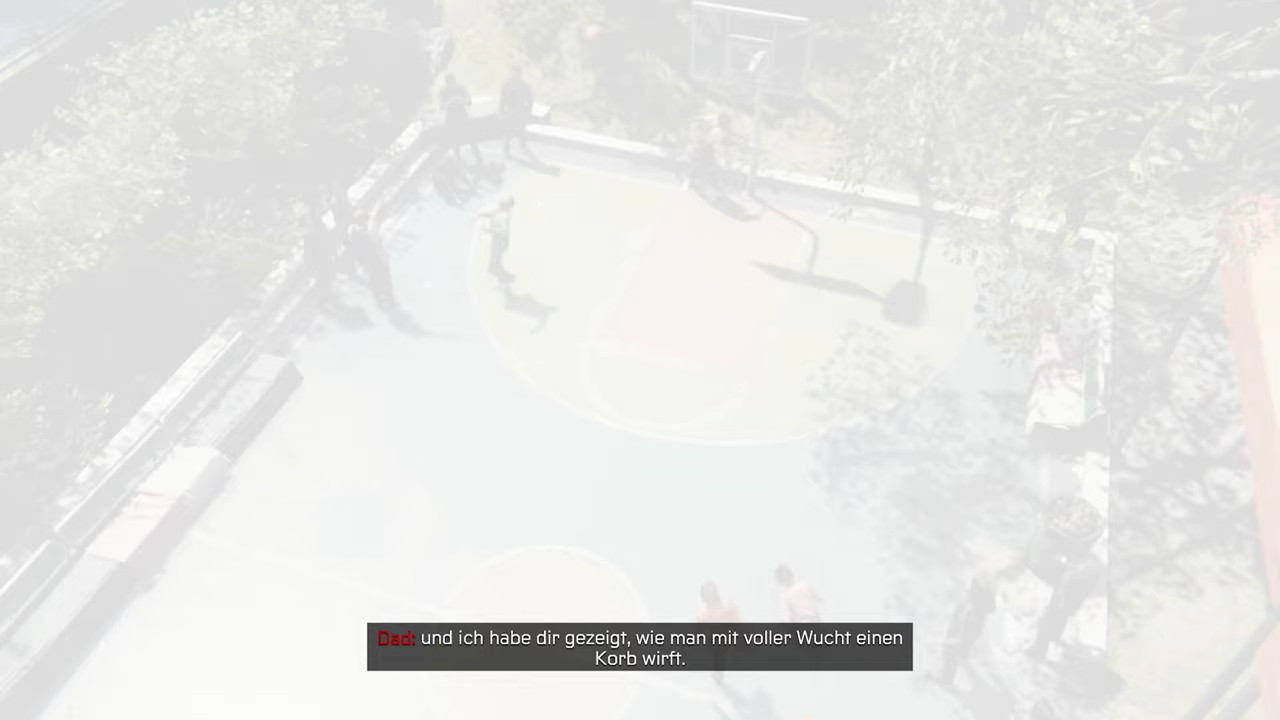 Dad: und ich habe dir gezeigt, wie man mit voller Wucht einen
Korb wirft.